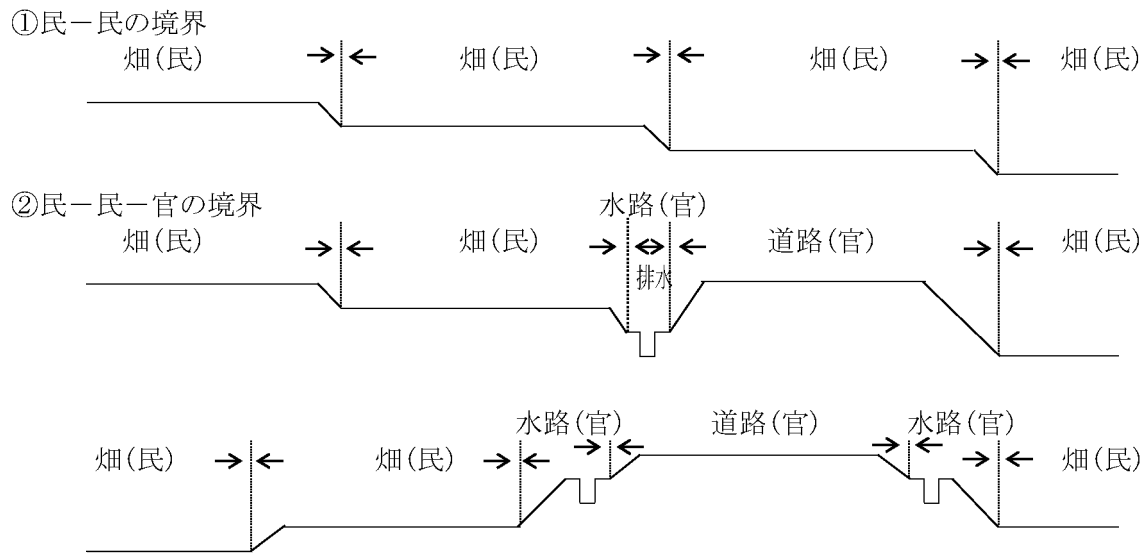 ①民－民の境界
畑(民) 畑(民) 畑(民) 畑(民)
②民－民－官の境界
水路(官)
畑(民) 畑(民) 道路(官) 畑(民)
排水
水路(官) 道路(官) 水路(官)
畑(民) 畑(民) 畑(民)